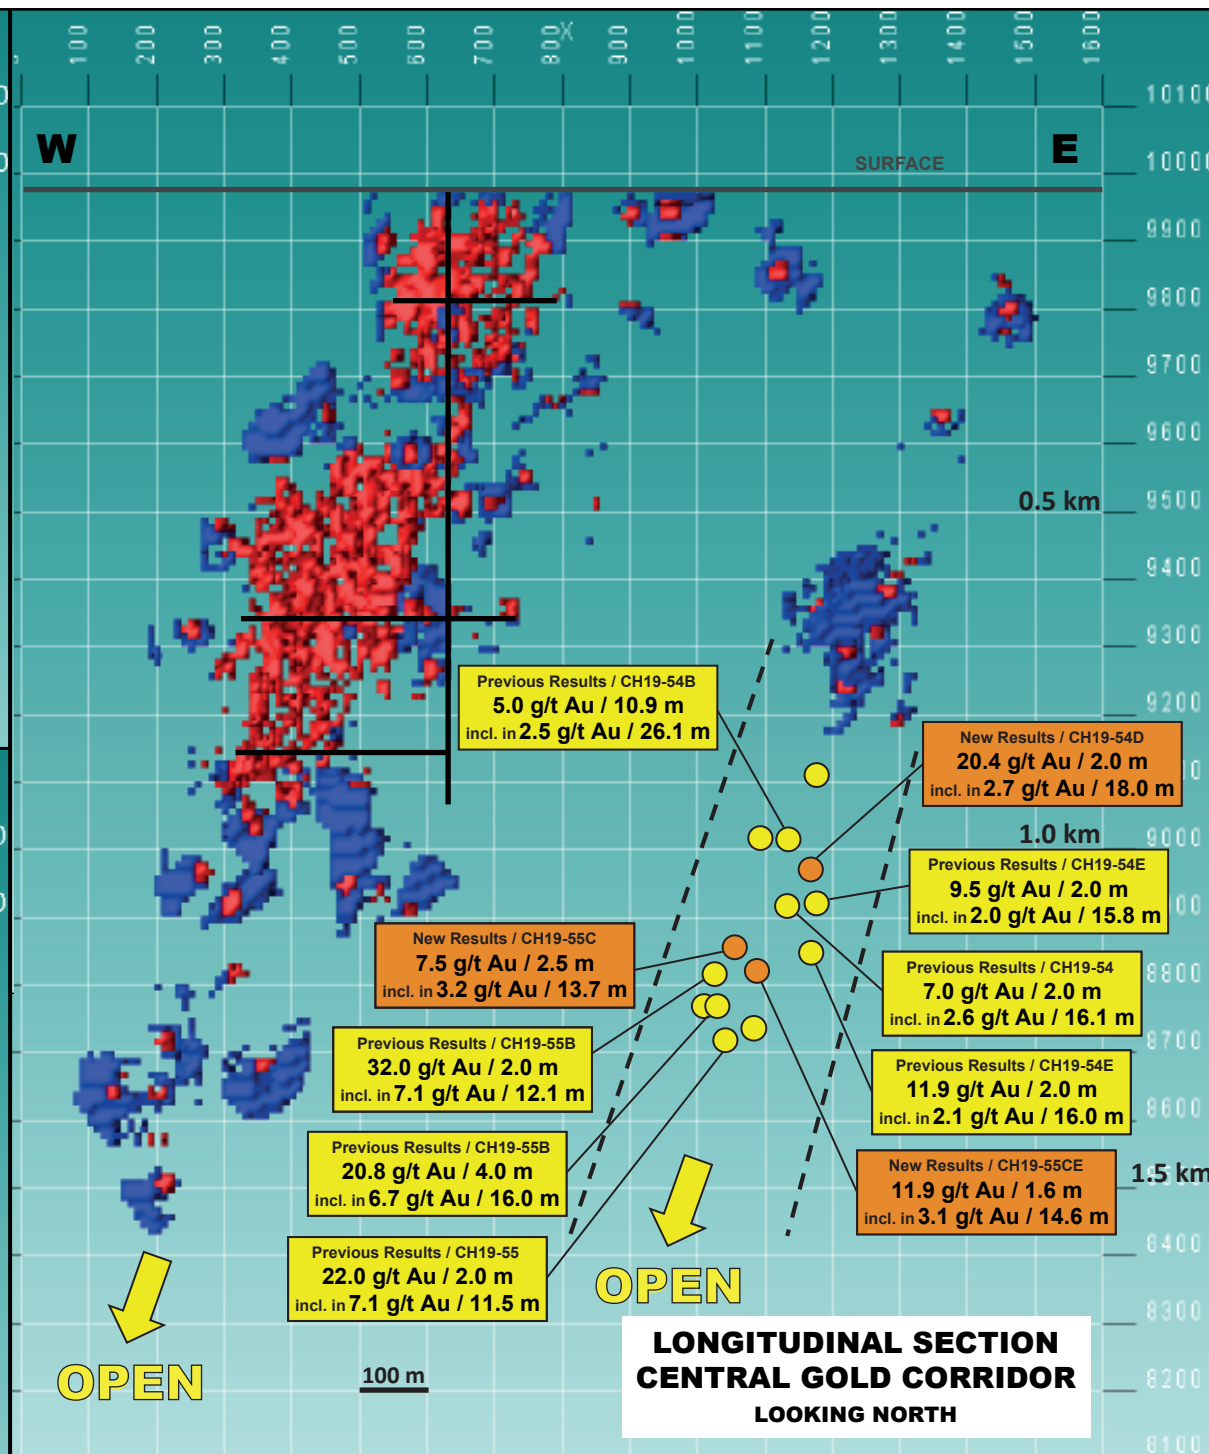 100
200
300
400
500
600
700
800
X
900
1000
1100
1200
1300
1400
1500
1600
10100
W
E
SURFACE
10000
9900
9800
9700
9600
0.5 km
9500
9400
9300
Previous Results / CH19-54B
5.0 g/t Au / 10.9 m
incl. in 2.5 g/t Au / 26.1 m
9200
New Results / CH19-54D
20.4 g/t Au / 2.0 m
incl. in 2.7 g/t Au / 18.0 m
1.0 km
9000
Previous Results / CH19-54E
9.5 g/t Au / 2.0 m
incl. in 2.0 g/t Au / 15.8 m
New Results / CH19-55C
7.5 g/t Au / 2.5 m
incl. in 3.2 g/t Au / 13.7 m
Previous Results / CH19-54
7.0 g/t Au / 2.0 m
incl. in 2.6 g/t Au / 16.1 m
8800
8700
Previous Results / CH19-55B
32.0 g/t Au / 2.0 m
incl. in 7.1 g/t Au / 12.1 m
Previous Results / CH19-54E
11.9 g/t Au / 2.0 m
incl. in 2.1 g/t Au / 16.0 m
8600
Previous Results / CH19-55B
20.8 g/t Au / 4.0 m
incl. in 6.7 g/t Au / 16.0 m
New Results / CH19-55CE
11.9 g/t Au / 1.6 m
incl. in 3.1 g/t Au / 14.6 m
1.5 km
8400
Previous Results / CH19-55
22.0 g/t Au / 2.0 m
incl. in 7.1 g/t Au / 11.5 m
OPEN
8300
OPEN
100 m
LONGITUDINAL SECTION
CENTRAL GOLD CORRIDOR
LOOKING NORTH
8200
8100